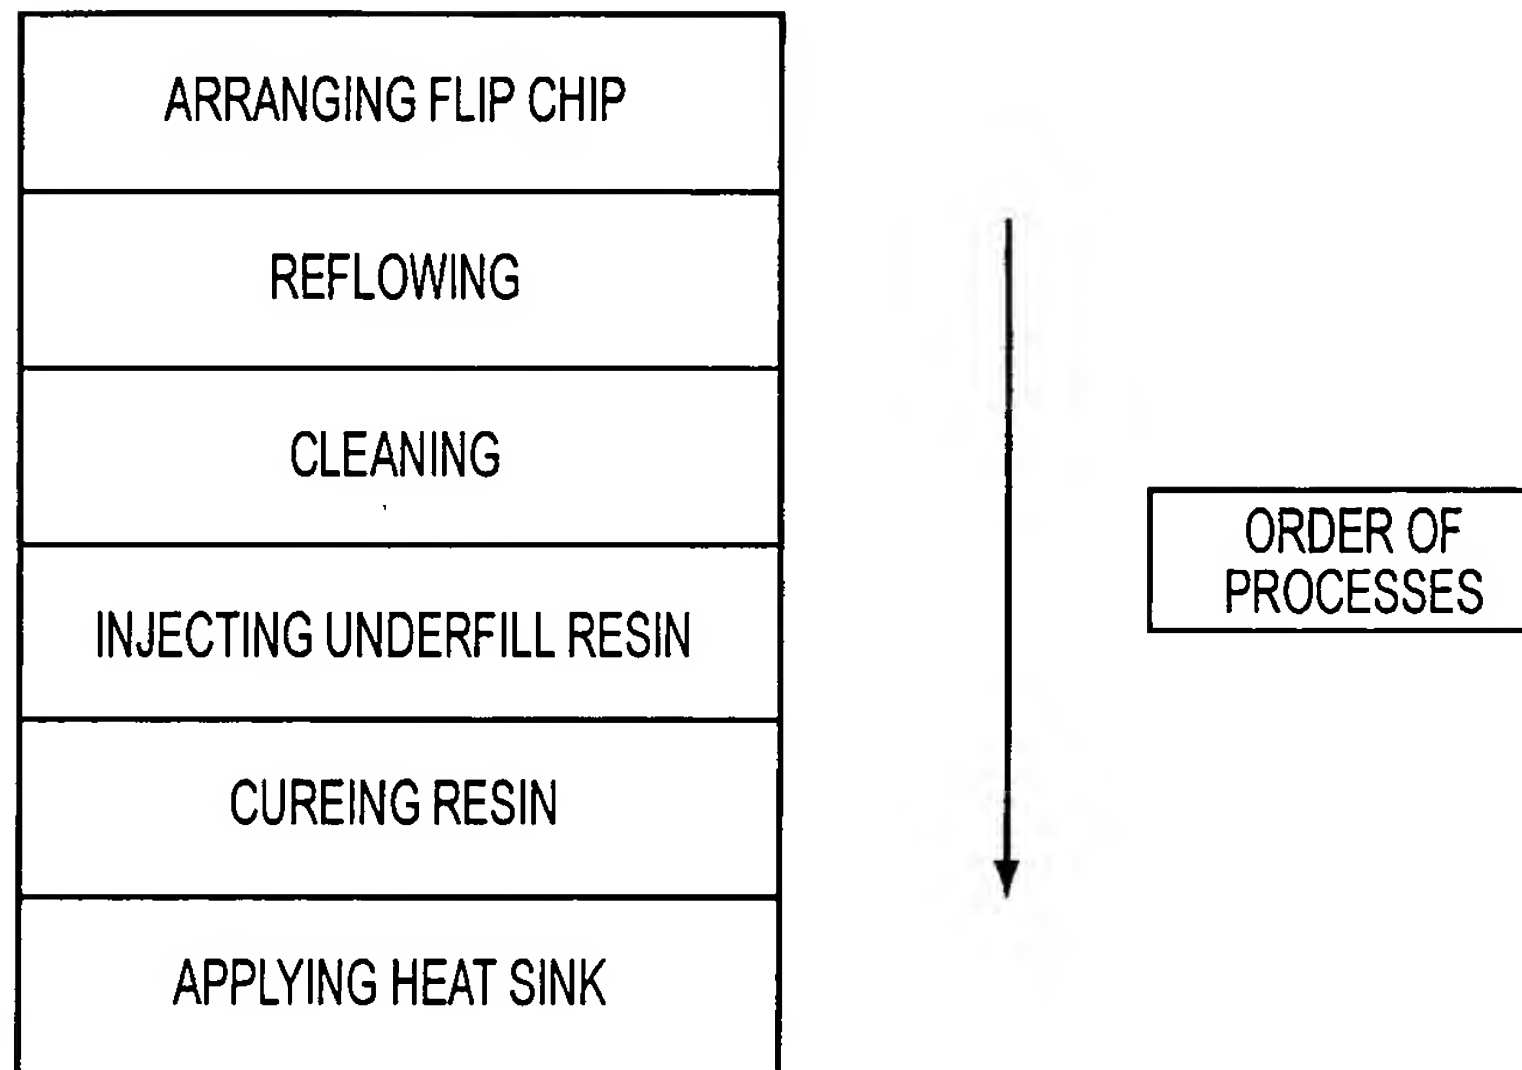 ARRANGING FLIP CHIP
REFLOWING
CLEANING
INJECTING UNDERFILL RESIN
CUREING RESIN
APPLYING HEAT SINK
ORDER OF
PROCESSES